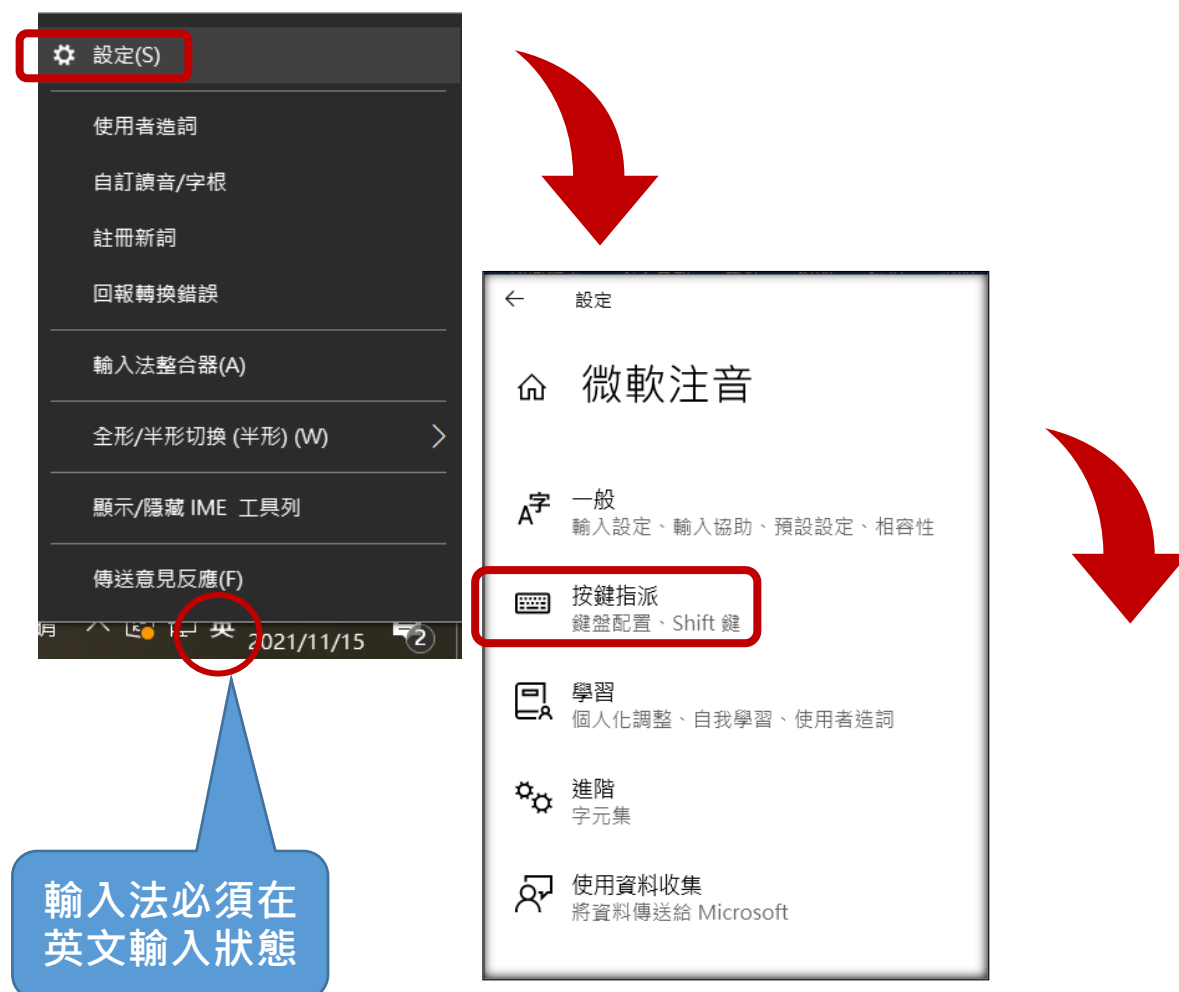 設定(S)
使用者造詞
自訂讀音/字根
註冊新詞
回報轉換錯誤
輸入法整合器(A)
全形/半形切換 (半形) (W)
顯示/隱藏 IME 工具列
傳送意見反應(F)
英
2021/11/15
2
輸入法必須在
英文輸入狀態
設定
微軟注音
一般
輸入設定、輸入協助、預設設定、相容性
按鍵指派
鍵盤配置、Shift 鍵
學習
個人化調整、自我學習、使用者造詞
進階
字元集
使用資料收集
將資料傳送給 Microsoft